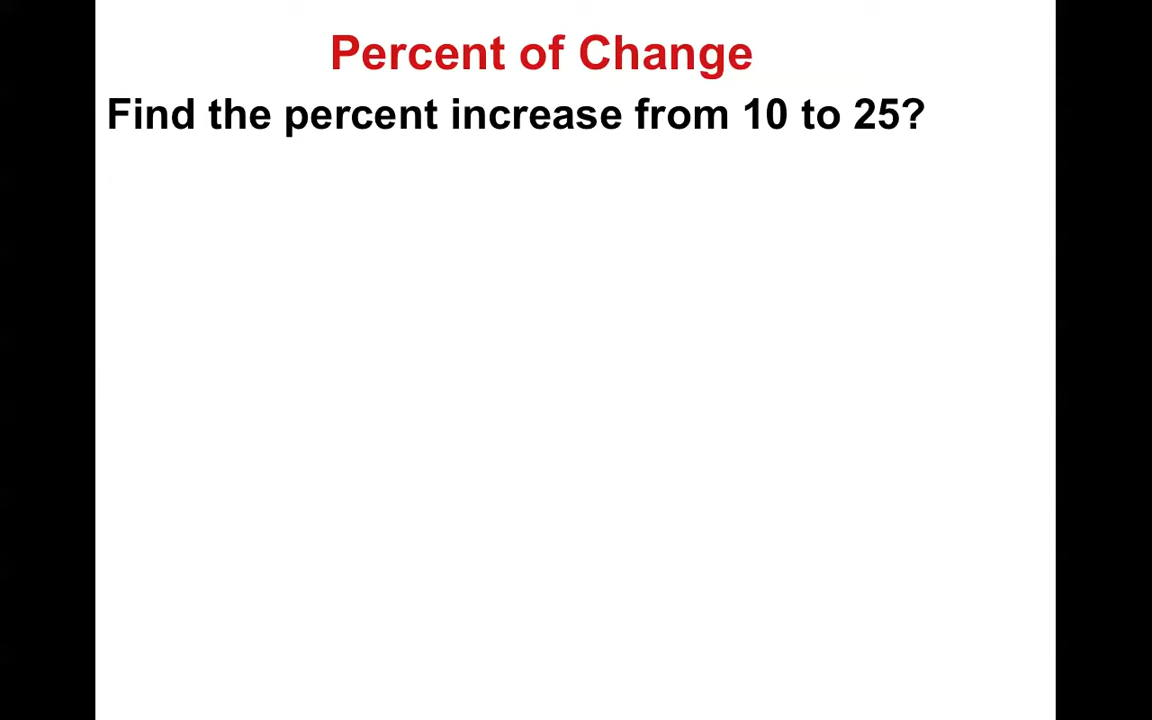 Percent of Change
Find the percent increase from 10 to 25?